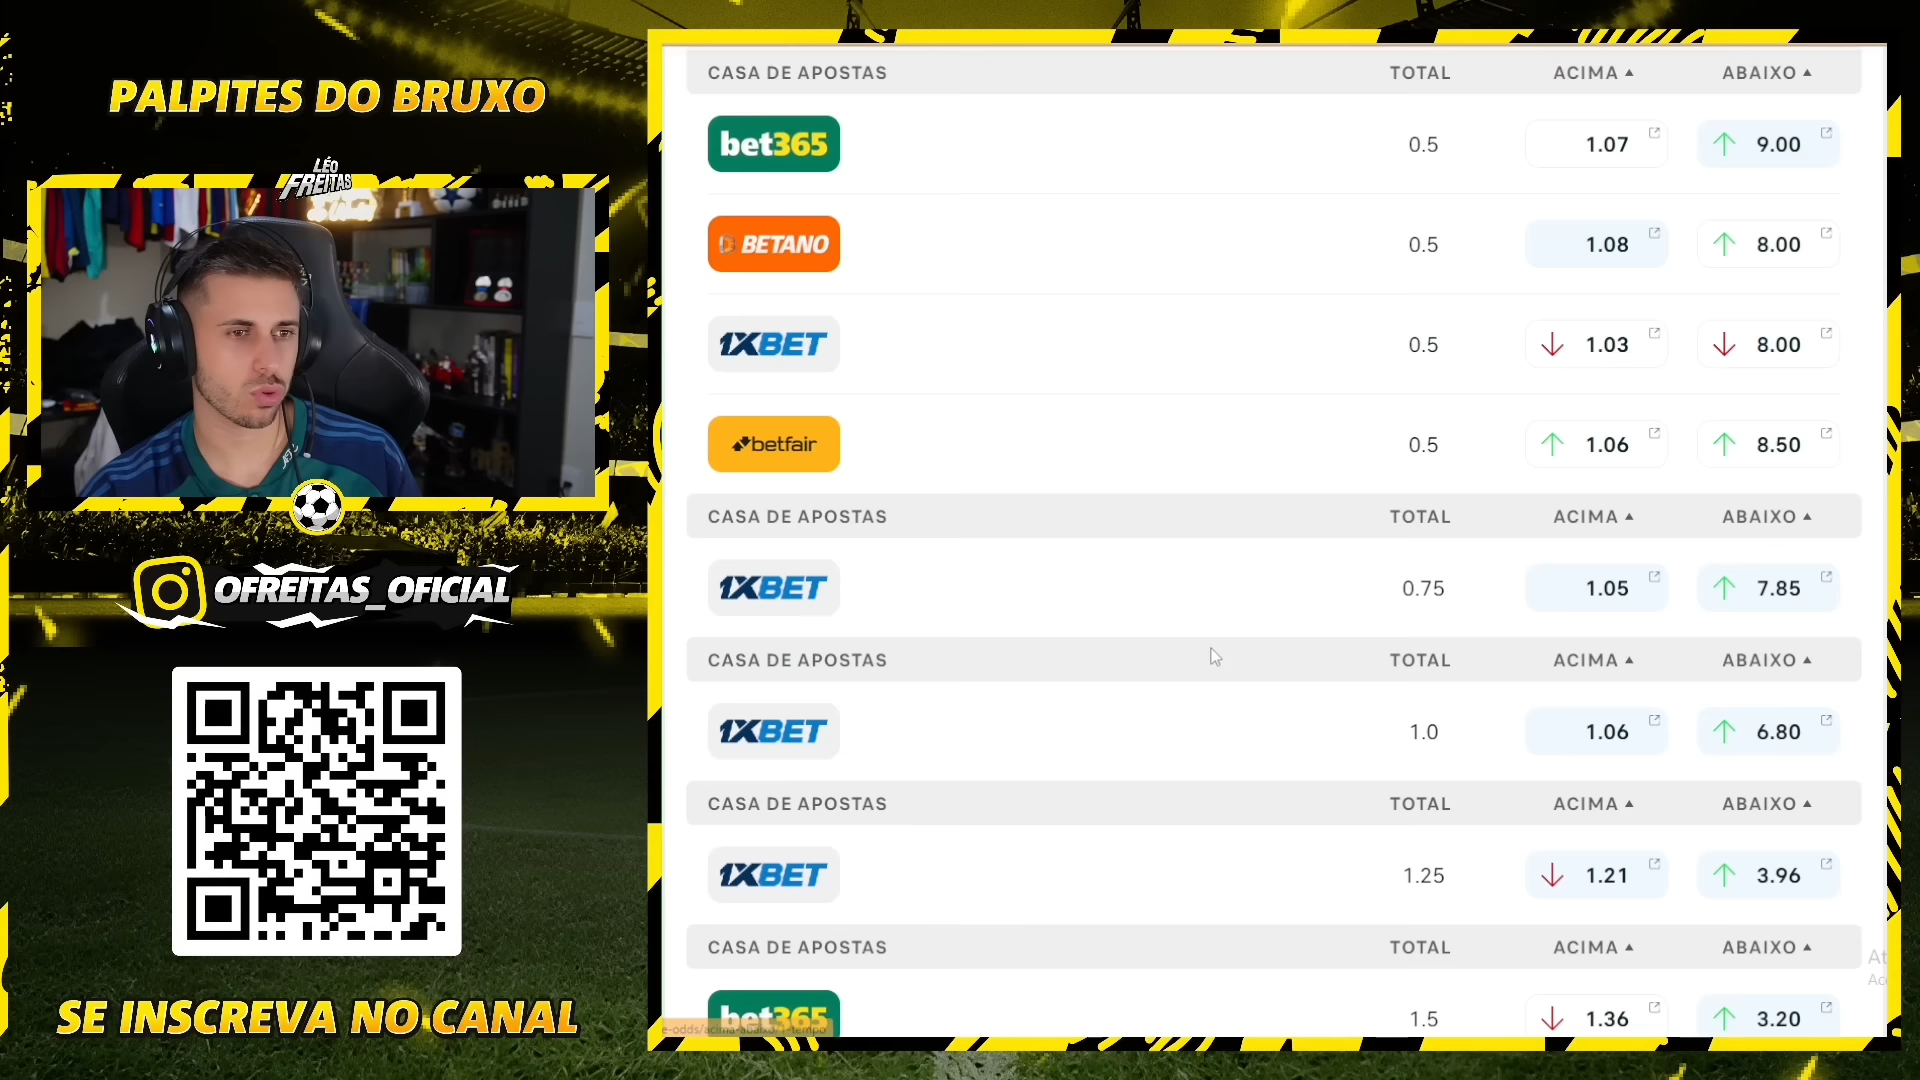 PALPITES DO BRUXO
LÉO
FREITAS
OFREITAS_OFICIAL
SE INSCREVA NO CANAL
CASA DE APOSTAS TOTAL ACIMA ABAIXO
bet365 0.5 1.07 9.00
BETANO 0.5 1.08 8.00
1XBET 0.5 1.03 8.00
betfair 0.5 1.06 8.50
CASA DE APOSTAS TOTAL ACIMA ABAIXO
1XBET 0.75 1.05 7.85
CASA DE APOSTAS TOTAL ACIMA ABAIXO
1XBET 1.0 1.06 6.80
CASA DE APOSTAS TOTAL ACIMA ABAIXO
1XBET 1.25 1.21 3.96
CASA DE APOSTAS TOTAL ACIMA ABAIXO
bet365 1.5 1.36 3.20